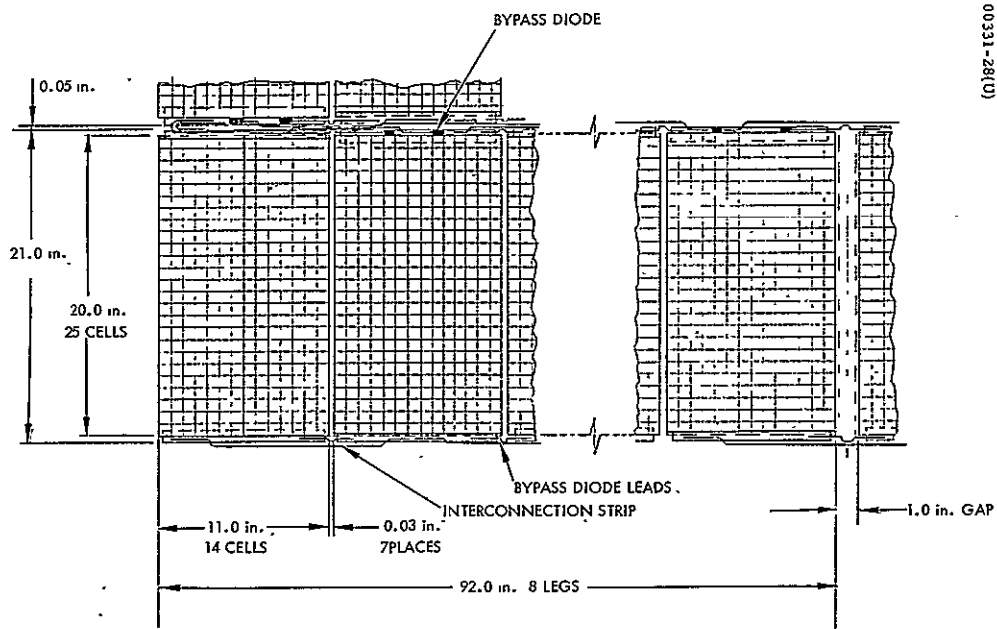 00331-28(U)
BYPASS DIODE
0.05 in.
21.0 in.
20.0 in.
25 CELLS
BYPASS DIODE LEADS
INTERCONNECTION STRIP
11.0 in.
14 CELLS
0.03 in.
7PLACES
1.0 in. GAP
92.0 in. 8 LEGS